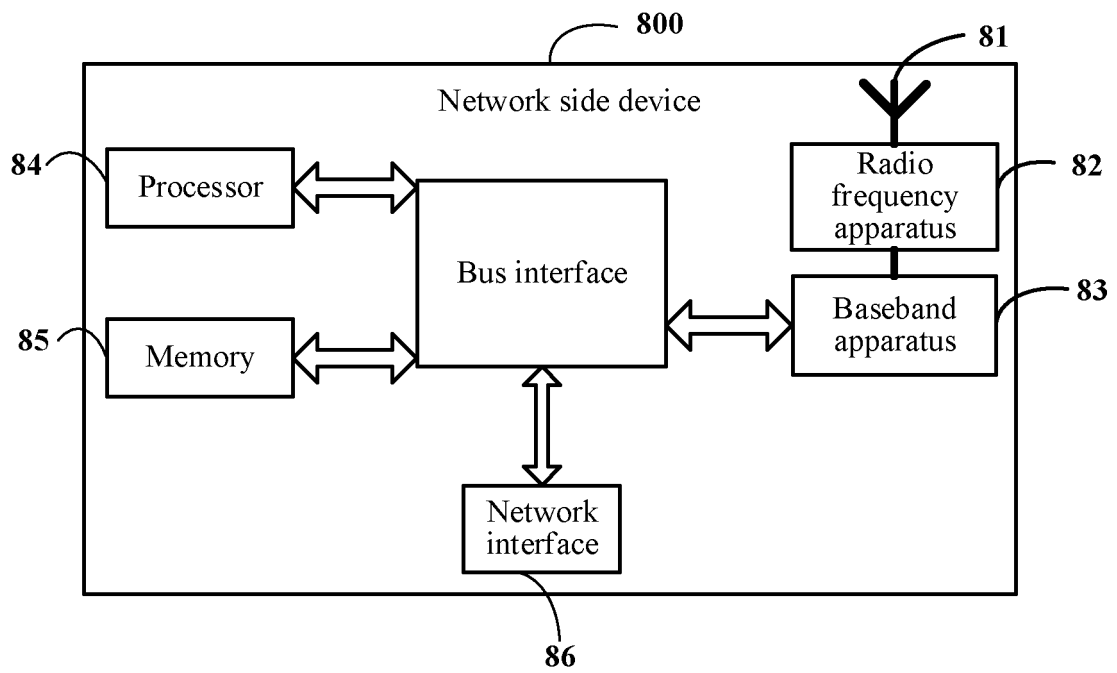 800
81
Network side device
84
Processor
Radio
frequency
apparatus
82
Bus interface
83
Baseband
apparatus
85
Memory
Network
interface
86